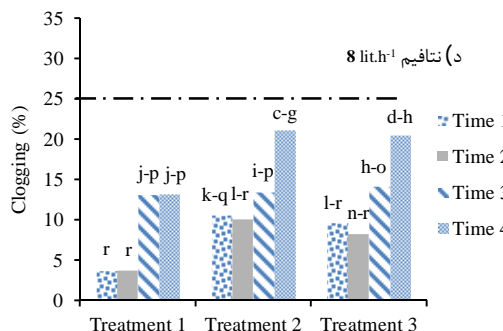 35
30
25
20
15
10
5
0
Clogging (%)
د) نتافیم 8 lit.h-1
r
r
j-p
j-p
k-q
l-r
i-p
c-g
l-r
n-r
h-o
d-h
Treatment 1
Treatment 2
Treatment 3
Time 1
Time 2
Time 3
Time 4